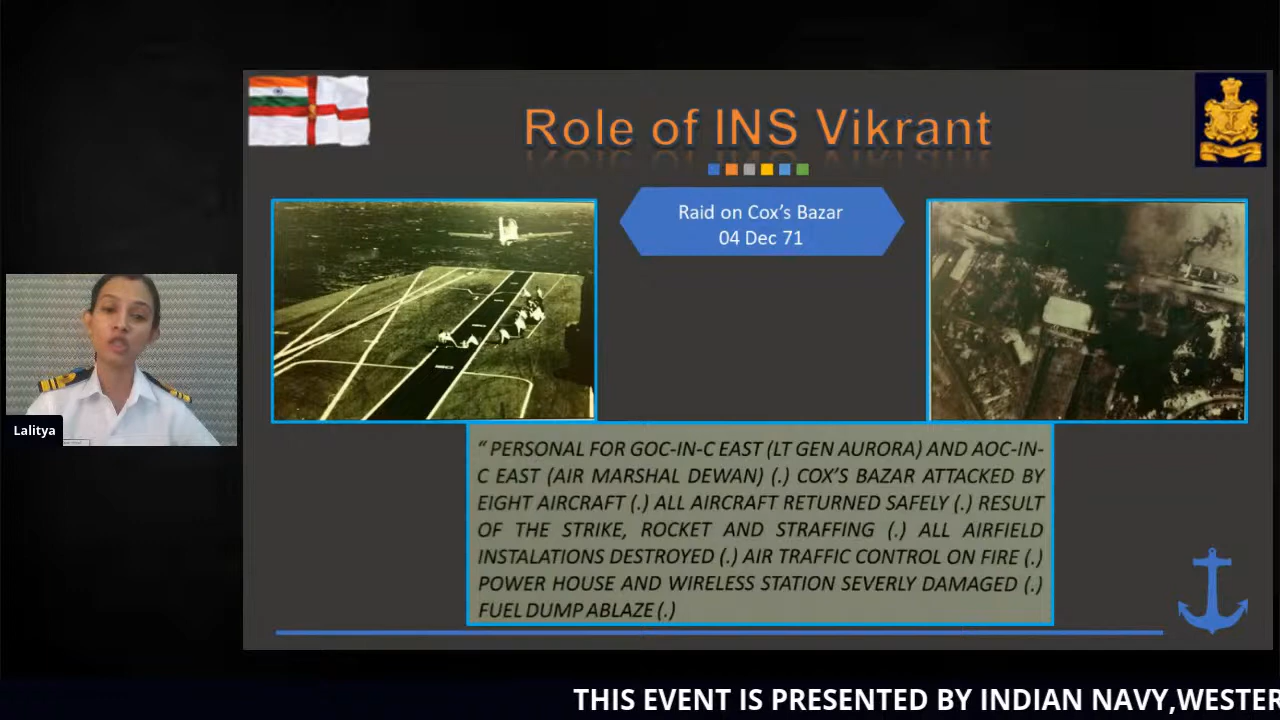 Role of INS Vikrant
Raid on Cox's Bazar
04 Dec 71
Lalitya
“ PERSONAL FOR GOC-IN-C EAST (LT GEN AURORA) AND AOC-IN-
C EAST (AIR MARSHAL DEWAN) (.) COX'S BAZAR ATTACKED BY
EIGHT AIRCRAFT (.) ALL AIRCRAFT RETURNED SAFELY (.) RESULT
OF THE STRIKE, ROCKET AND STRAFFING (.) ALL AIRFIELD
INSTALATIONS DESTROYED (.) AIR TRAFFIC CONTROL ON FIRE (.)
POWER HOUSE AND WIRELESS STATION SEVERLY DAMAGED (.)
FUEL DUMP ABLAZE (.)
THIS EVENT IS PRESENTED BY INDIAN NAVY,WESTER